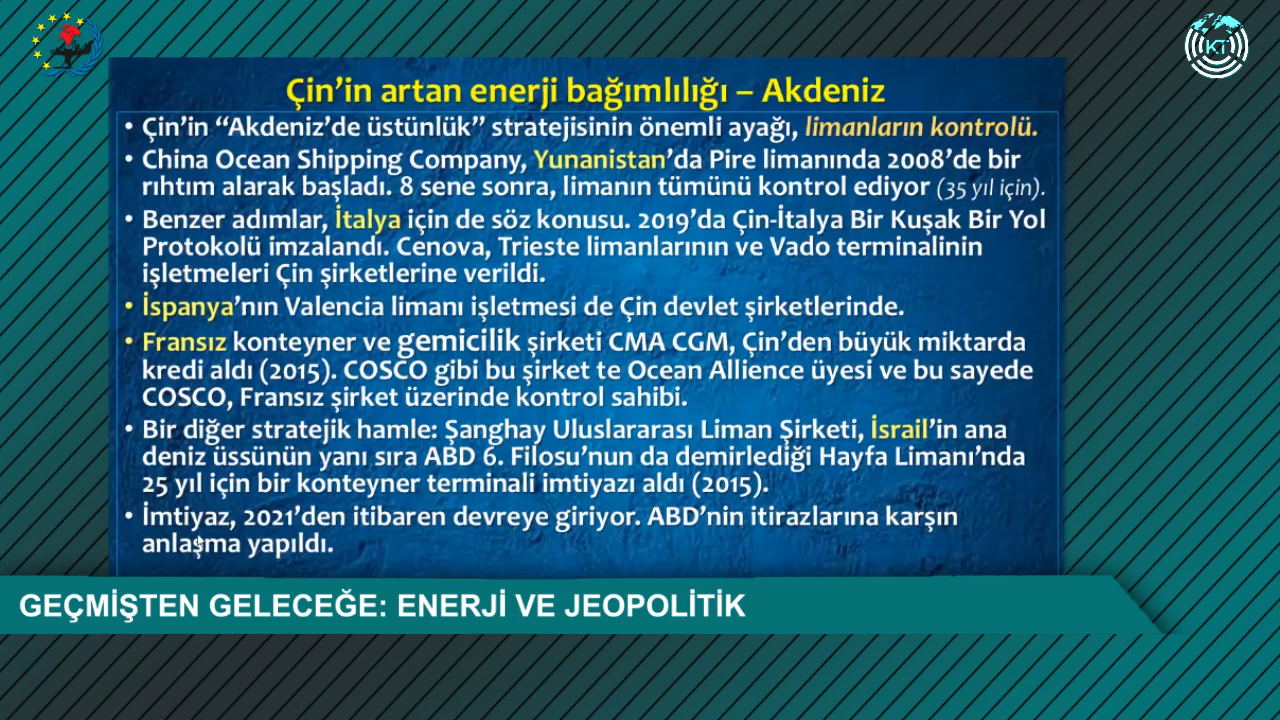 KT
Çin’in artan enerji bağımlılığı – Akdeniz
• Çin’in “Akdeniz’de üstünlük” stratejisinin önemli ayağı, limanların kontrolü.
• China Ocean Shipping Company, Yunanistan’da Pire limanında 2008’de bir
rıhtım alarak başladı. 8 sene sonra, limanın tümünü kontrol ediyor (35 yıl için).
• Benzer adımlar, İtalya için de söz konusu. 2019’da Çin-İtalya Bir Kuşak Bir Yol
Protokolü imzalandı. Cenova, Trieste limanlarının ve Vado terminalinin
işletmeleri Çin şirketlerine verildi.
• İspanya’nın Valencia limanı işletmesi de Çin devlet şirketlerinde.
• Fransız konteyner ve gemicilik şirketi CMA CGM, Çin’den büyük miktarda
kredi aldı (2015). COSCO gibi bu şirket te Ocean Allience üyesi ve bu sayede
COSCO, Fransız şirket üzerinde kontrol sahibi.
• Bir diğer stratejik hamle: Şanghay Uluslararası Liman Şirketi, İsrail’in ana
deniz üssünün yanı sıra ABD 6. Filosu’nun da demirlediği Hayfa Limanı’nda
25 yıl için bir konteyner terminali imtiyazı aldı (2015).
• İmtiyaz, 2021’den itibaren devreye giriyor. ABD’nin itirazlarına karşın
anlaşma yapıldı.
GEÇMİŞTEN GELECEĞE: ENERJİ VE JEOPOLİTİK